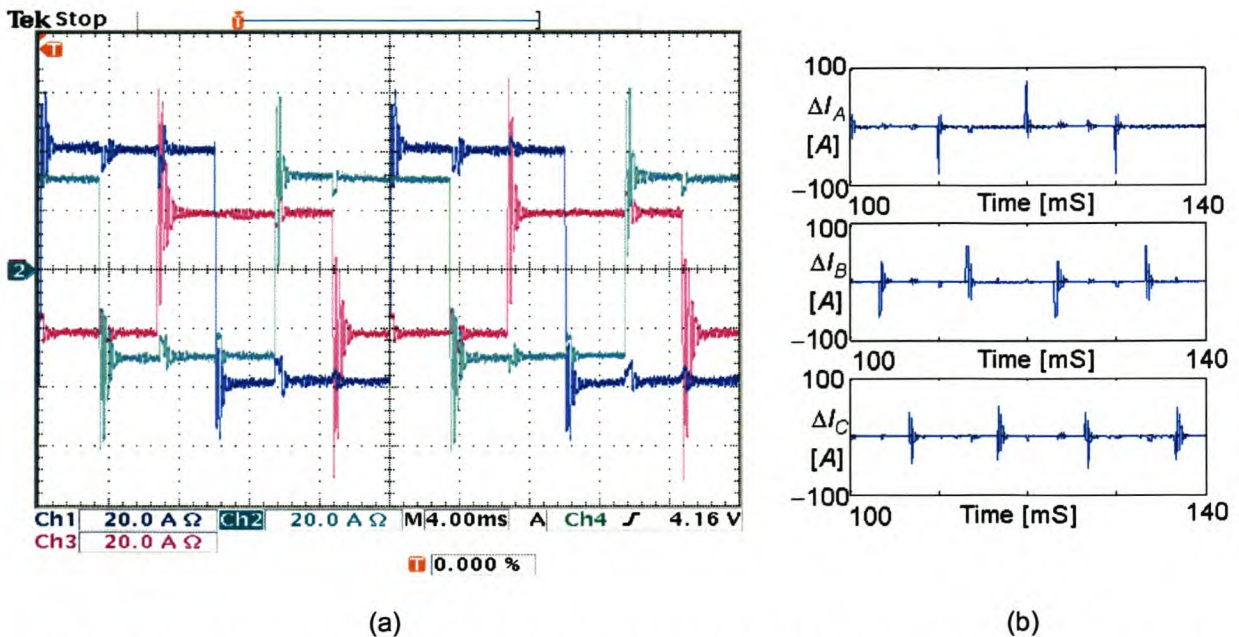 Tek Stop
T
T
2
Ch1 20.0 A Ω Ch2 20.0 A Ω M 4.00ms A Ch4 4.16 V
Ch3 20.0 A Ω
T 0.000 %
(a)
100
ΔI_A
[A]
−100
100 Time [mS] 140
100
ΔI_B
[A]
−100
100 Time [mS] 140
100
ΔI_C
[A]
−100
100 Time [mS] 140
(b)